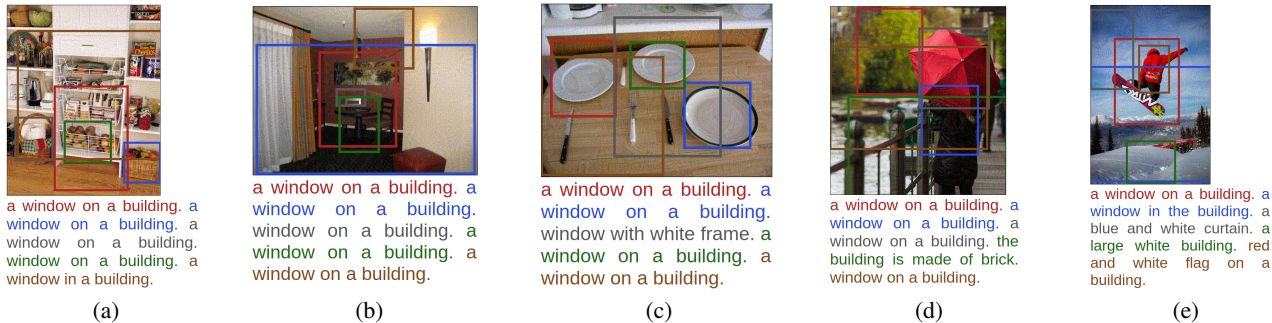 a window on a building. a
window on a building. a
window on a building.
window on a building. a
window in a building.
(a)
a window on a building. a
window on a building.
window on a building. a
window on a building. a
window on a building.
(b)
a window on a building. a
window on a building.
window with white frame. a
window on a building. a
window on a building.
(c)
a window on a building. a
window on a building. a
window on a building. the
building is made of brick.
window on a building.
(d)
a window on a building. a
window in the building. a
blue and white curtain. a
large white building. red
and white flag on a
building.
(e)